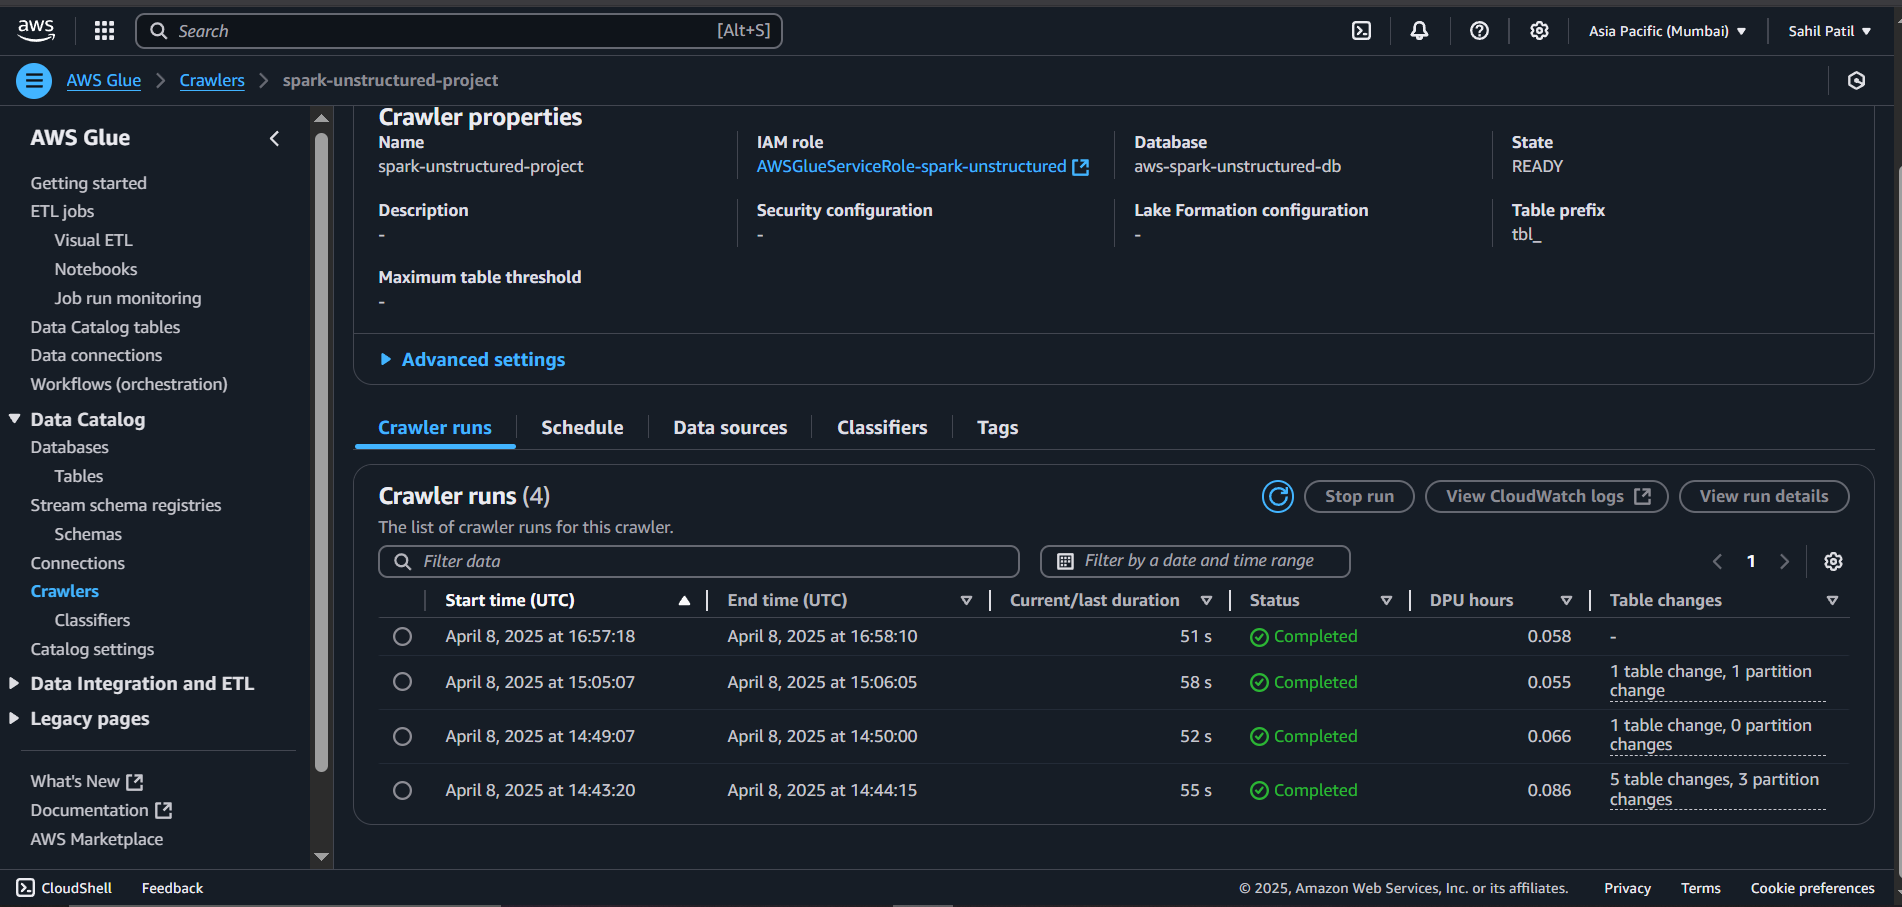 aws
Search [Alt+S]
Asia Pacific (Mumbai)
Sahil Patil
AWS Glue
Crawlers
spark-unstructured-project
AWS Glue
Getting started
ETL jobs
Visual ETL
Notebooks
Job run monitoring
Data Catalog tables
Data connections
Workflows (orchestration)
Data Catalog
Databases
Tables
Stream schema registries
Schemas
Connections
Crawlers
Classifiers
Catalog settings
Data Integration and ETL
Legacy pages
What's New
Documentation
AWS Marketplace
Crawler properties
Name
spark-unstructured-project
IAM role
AWSGlueServiceRole-spark-unstructured
Database
aws-spark-unstructured-db
State
READY
Description
-
Security configuration
-
Lake Formation configuration
-
Table prefix
tbl_
Maximum table threshold
-
Advanced settings
Crawler runs
Schedule
Data sources
Classifiers
Tags
Crawler runs (4)
The list of crawler runs for this crawler.
Stop run
View CloudWatch logs
View run details
Filter data
Filter by a date and time range
1
Start time (UTC) End time (UTC) Current/last duration Status DPU hours Table changes
April 8, 2025 at 16:57:18 April 8, 2025 at 16:58:10 51 s Completed 0.058 -
April 8, 2025 at 15:05:07 April 8, 2025 at 15:06:05 58 s Completed 0.055 1 table change, 1 partition
change
April 8, 2025 at 14:49:07 April 8, 2025 at 14:50:00 52 s Completed 0.066 1 table change, 0 partition
changes
April 8, 2025 at 14:43:20 April 8, 2025 at 14:44:15 55 s Completed 0.086 5 table changes, 3 partition
changes
CloudShell
Feedback
© 2025, Amazon Web Services, Inc. or its affiliates.
Privacy
Terms
Cookie preferences